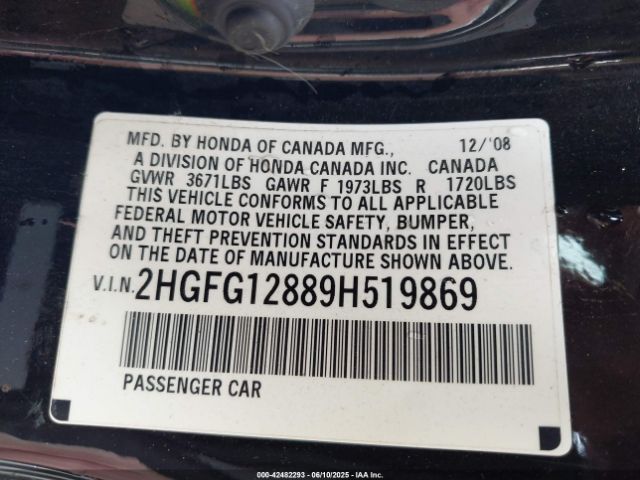 MFD. BY HONDA OF CANADA MFG., 12/'08
A DIVISION OF HONDA CANADA INC. CANADA
GVWR 3671LBS GAWR F 1973LBS R 1720LBS
THIS VEHICLE CONFORMS TO ALL APPLICABLE
FEDERAL MOTOR VEHICLE SAFETY, BUMPER,
AND THEFT PREVENTION STANDARDS IN EFFECT
ON THE DATE OF MANUFACTURE SHOWN ABOVE.
V.I.N. 2HGFG12889H519869
PASSENGER CAR
000-42482293 - 06/10/2025 - IAA Inc.